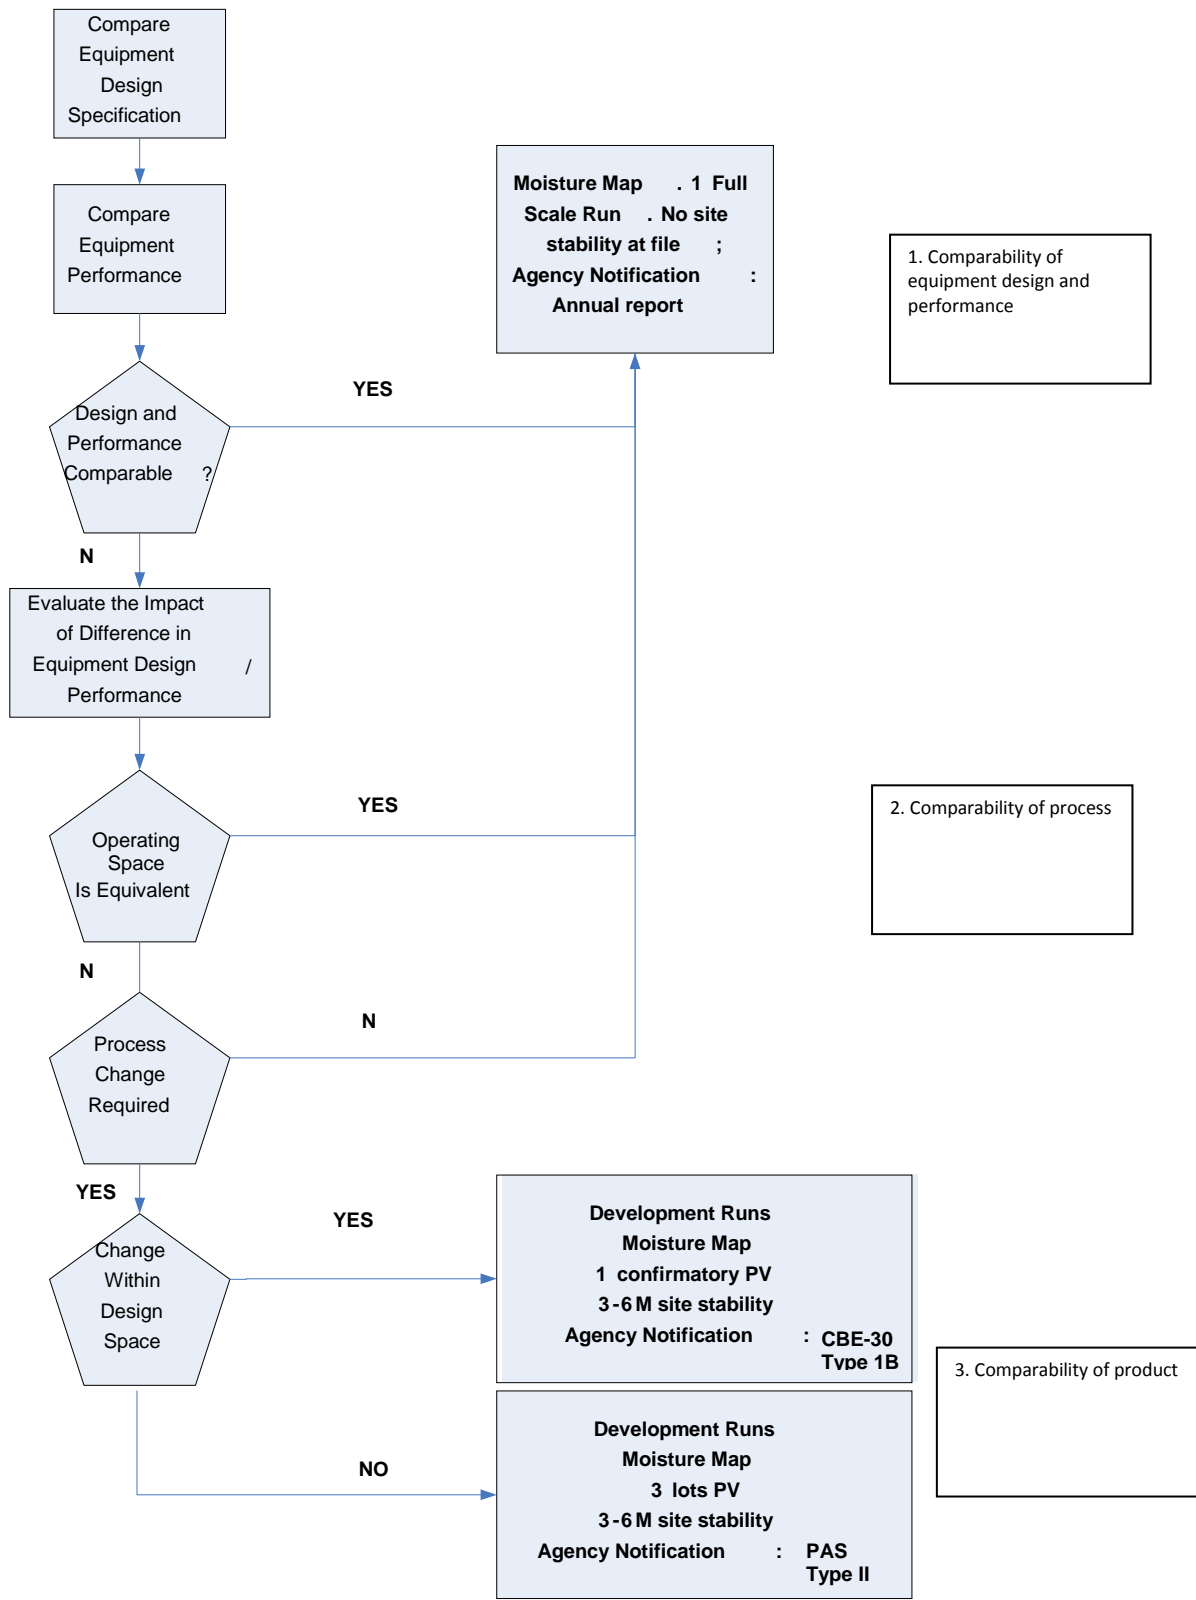 Compare
Equipment
Design
Specification
Compare
Equipment
Performance
Moisture Map . 1 Full
Scale Run . No site
stability at file ;
Agency Notification :
Annual report
1. Comparability of
equipment design and
performance
YES
Design and
Performance
Comparable ?
N
Evaluate the Impact
of Difference in
Equipment Design /
Performance
YES
Operating
Space
Is Equivalent
2. Comparability of process
N
N
Process
Change
Required
YES
YES
Change
Within
Design
Space
Development Runs
Moisture Map
1 confirmatory PV
3-6 M site stability
Agency Notification : CBE-30
Type 1B
3. Comparability of product
NO
Development Runs
Moisture Map
3 lots PV
3-6 M site stability
Agency Notification : PAS
Type II